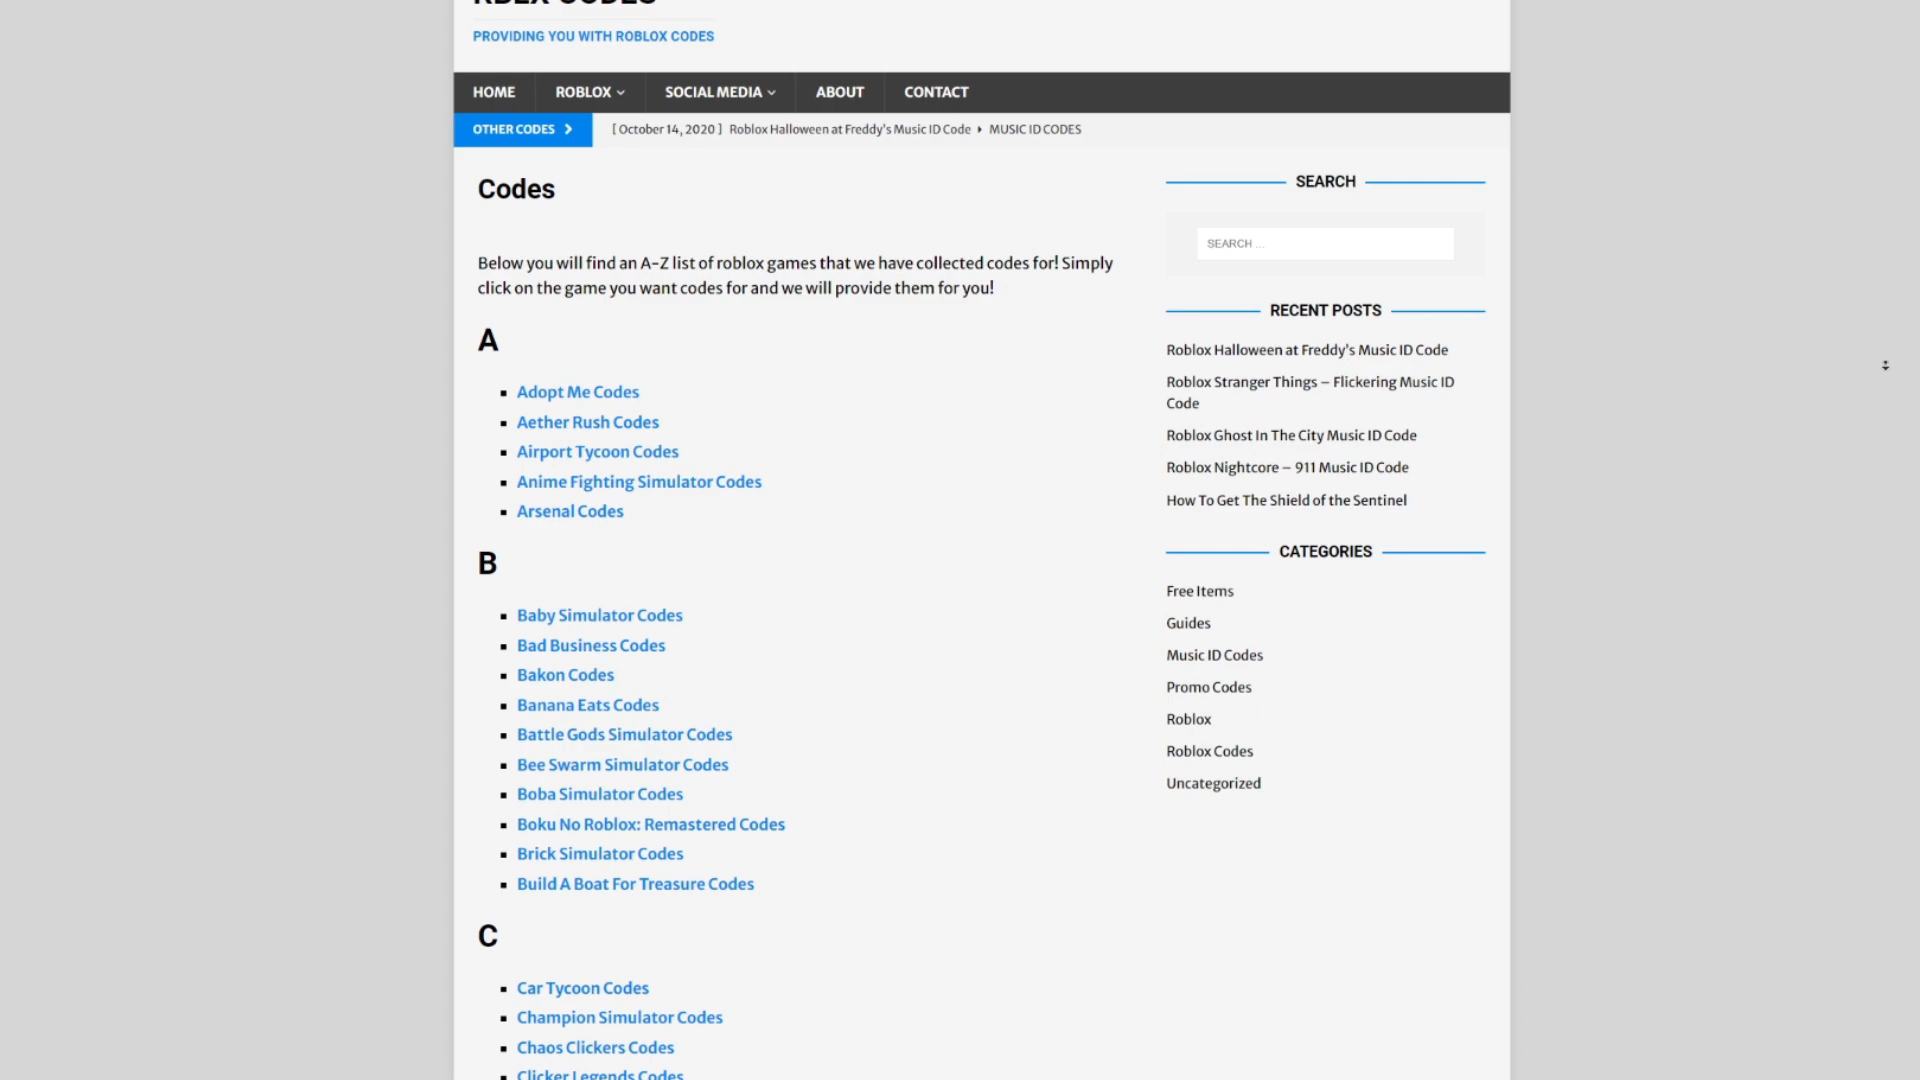 RBLX CODES
PROVIDING YOU WITH ROBLOX CODES
HOME ROBLOX SOCIAL MEDIA ABOUT CONTACT
OTHER CODES [ October 14, 2020 ] Roblox Halloween at Freddy's Music ID Code MUSIC ID CODES
Codes
Below you will find an A-Z list of roblox games that we have collected codes for! Simply
click on the game you want codes for and we will provide them for you!
A
Adopt Me Codes
Aether Rush Codes
Airport Tycoon Codes
Anime Fighting Simulator Codes
Arsenal Codes
B
Baby Simulator Codes
Bad Business Codes
Bakon Codes
Banana Eats Codes
Battle Gods Simulator Codes
Bee Swarm Simulator Codes
Boba Simulator Codes
Boku No Roblox: Remastered Codes
Brick Simulator Codes
Build A Boat For Treasure Codes
C
Car Tycoon Codes
Champion Simulator Codes
Chaos Clickers Codes
Clicker Legends Codes
SEARCH
SEARCH ...
RECENT POSTS
Roblox Halloween at Freddy's Music ID Code
Roblox Stranger Things – Flickering Music ID
Code
Roblox Ghost In The City Music ID Code
Roblox Nightcore – 911 Music ID Code
How To Get The Shield of the Sentinel
CATEGORIES
Free Items
Guides
Music ID Codes
Promo Codes
Roblox
Roblox Codes
Uncategorized